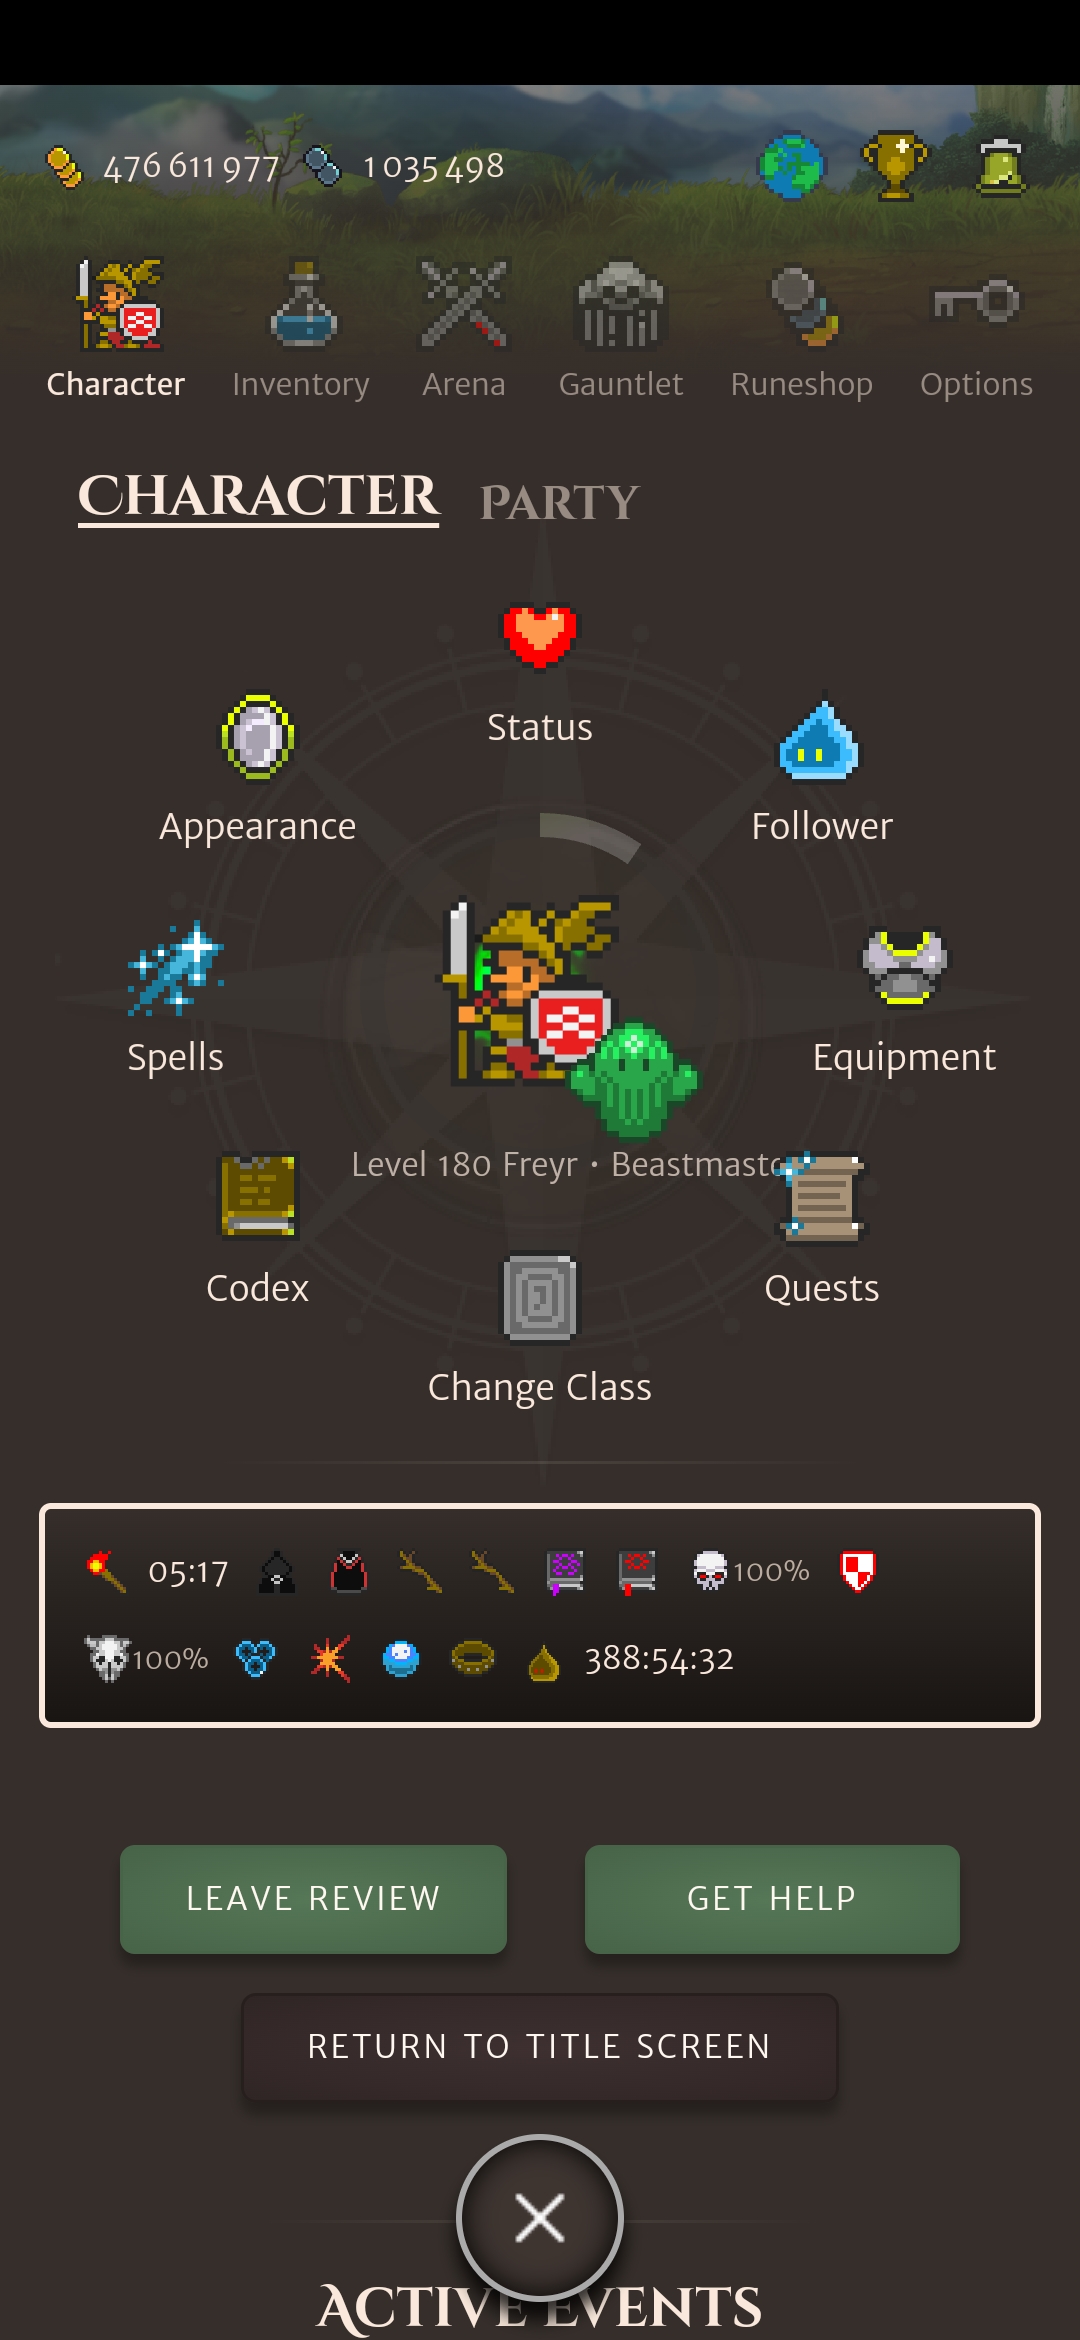 476 611 977 1 035 498
Character Inventory Arena Gauntlet Runeshop Options
CHARACTER PARTY
Status
Appearance Follower
Spells Equipment
Level 180 Freyr • Beastmaste
Codex Quests
Change Class
05:17 100%
100% 388:54:32
LEAVE REVIEW GET HELP
RETURN TO TITLE SCREEN
ACTIVE EVENTS